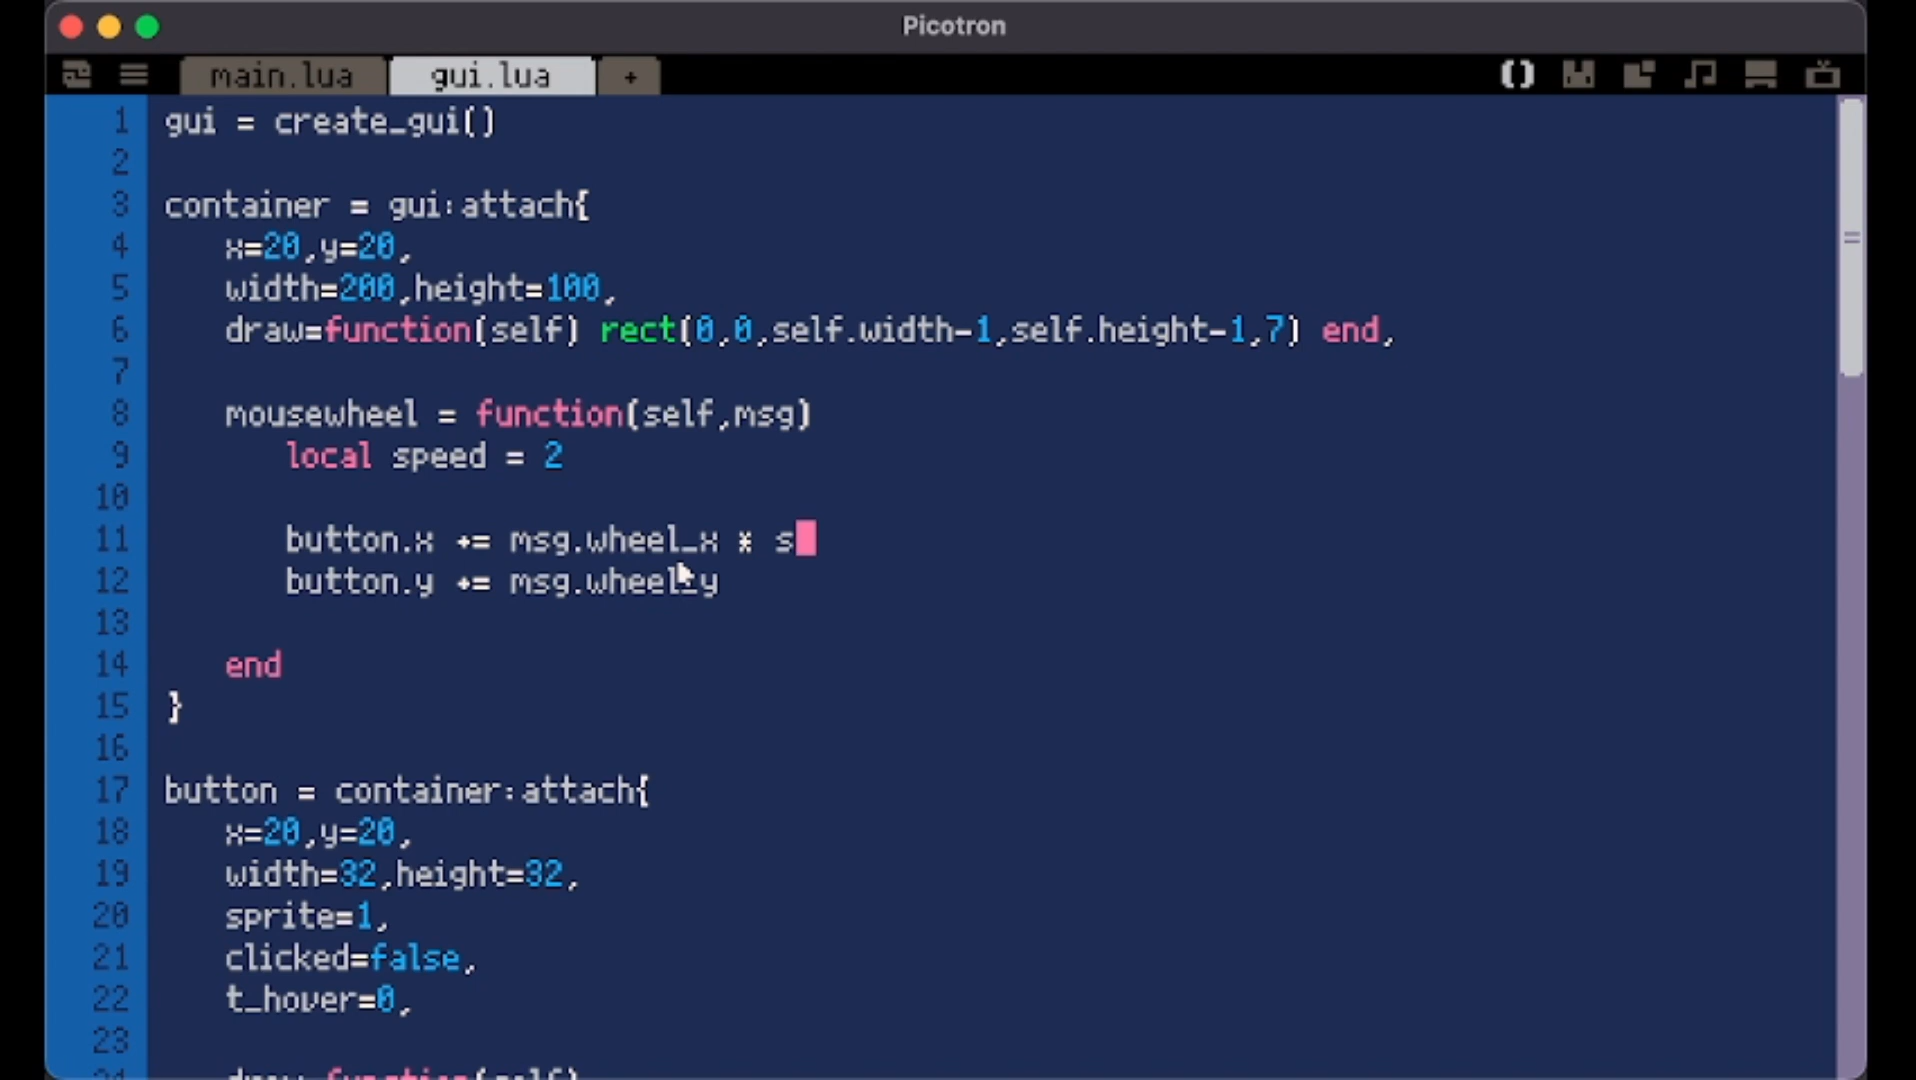 Picotron
main.lua gui.lua +
1 gui = create_gui()
2
3 container = gui:attach{
4 x=20,y=20,
5 width=200,height=100,
6 draw=function(self) rect(0,0,self.width-1,self.height-1,7) end,
7
8 mousewheel = function(self,msg)
9 local speed = 2
10
11 button.x += msg.wheel_x * s
12 button.y += msg.wheel_y
13
14 end
15 }
16
17 button = container:attach{
18 x=20,y=20,
19 width=32,height=32,
20 sprite=1,
21 clicked=false,
22 t_hover=0,
23
24 draw=function(self)